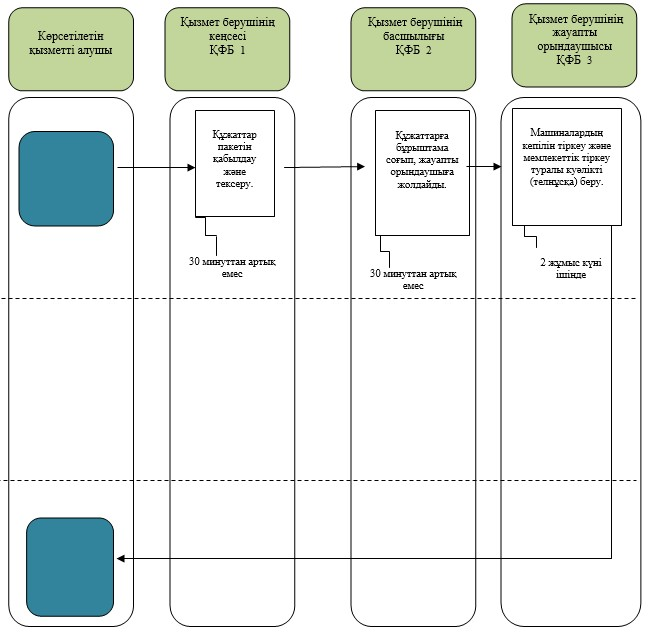 Көрсетілетін
қызметті алушы
Қызмет берушінің
кеңсесі
ҚФБ 1
Қызмет берушінің
басшылығы
ҚФБ 2
Қызмет берушінің
жауапты
орындаушысы
ҚФБ 3
Құжаттар
пакетін
қабылдау
және
тексеру.
Құжаттарға
бұрыштама
соғып, жауапты
орындаушыға
жолдайды.
Машиналардың
кепілін тіркеу және
мемлекеттік тіркеу
туралы куәлікті
(телнұсқа) беру.
30 минуттан артық
емес
30 минуттан артық
емес
2 жұмыс күні
ішінде